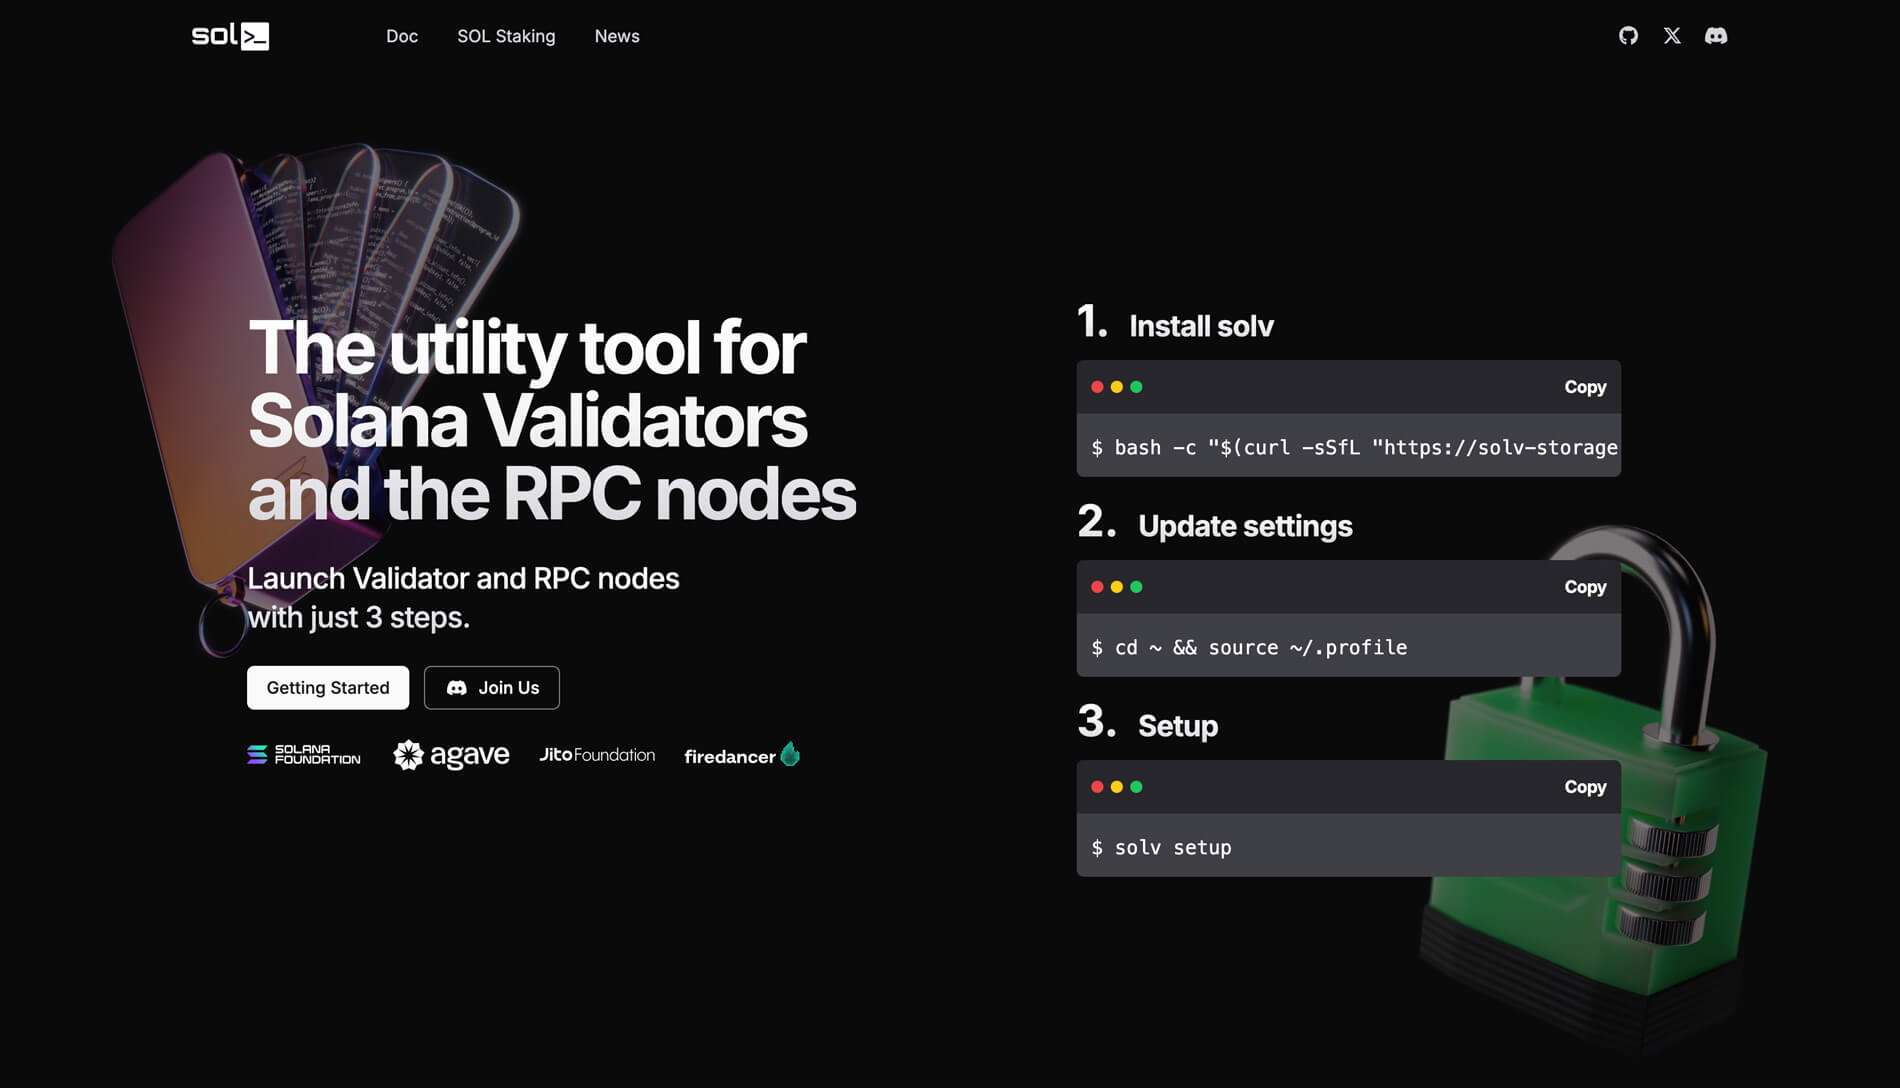 sol>_
Doc
SOL Staking
News
The utility tool for
Solana Validators
and the RPC nodes
Launch Validator and RPC nodes
with just 3 steps.
Getting Started
Join Us
SOLANA
FOUNDATION
agave
JitoFoundation
firedancer
1. Install solv
Copy
$ bash -c "$(curl -sSfL "https://solv-storage
2. Update settings
Copy
$ cd ~ && source ~/.profile
3. Setup
Copy
$ solv setup